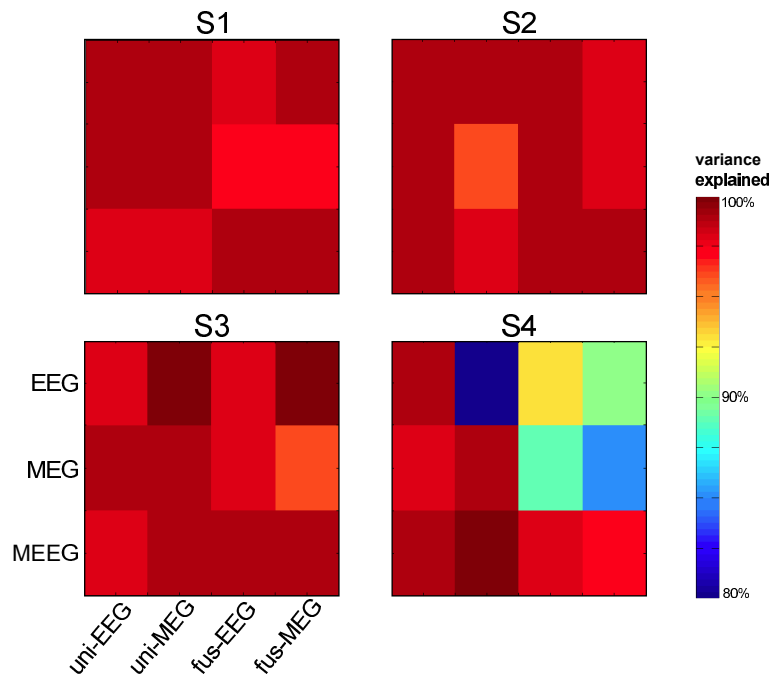 S1
S2
variance
explained
100%
90%
80%
S3
S4
EEG
MEG
MEEG
uni-EEG
uni-MEG
fus-EEG
fus-MEG